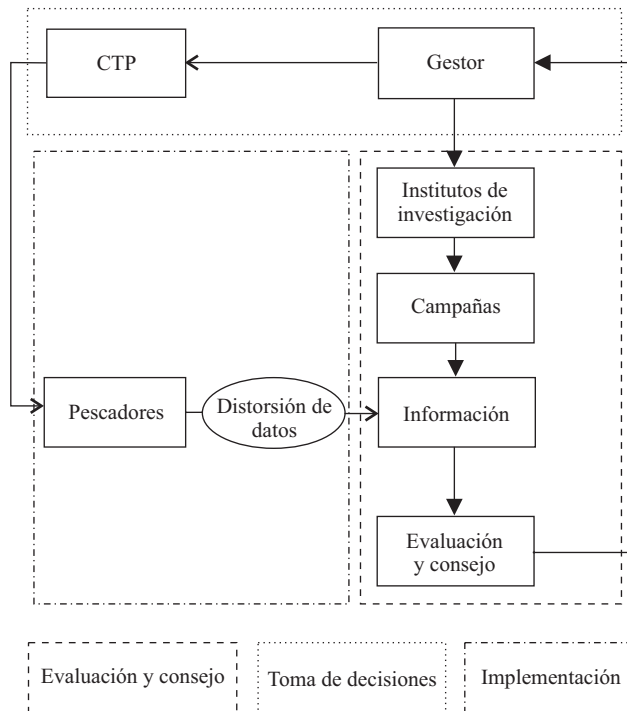 CTP
Gestor
Institutos de
investigación
Campañas
Pescadores
Distorsión de
datos
Información
Evaluación
y consejo
Evaluación y consejo
Toma de decisiones
Implementación